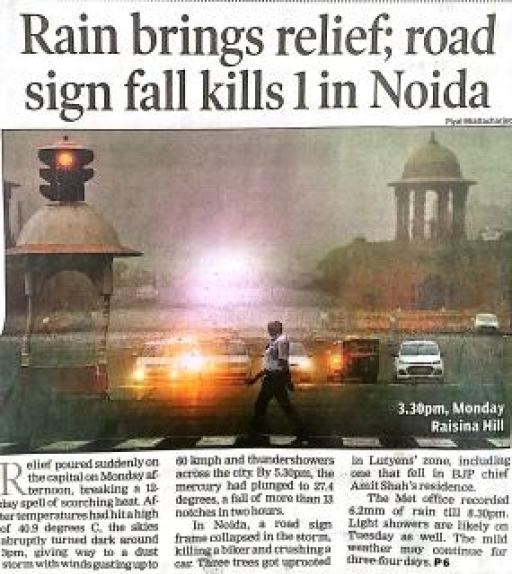 Rain brings relief; road
sign fall kills 1 in Noida
Piyal Bhattacharjee
3.30pm, Monday
Raisina Hill
Relief poured suddenly on
the capital on Monday af-
ternoon, breaking a 12-
day spell of scorching heat. Af-
ter temperatures had hit a high
of 40.9 degrees C, the skies
abruptly turned dark around
3pm, giving way to a dust
storm with winds gusting up to
60 kmph and thundershowers
across the city. By 5.30pm, the
mercury had plunged to 27.4
degrees, a fall of more than 13
notches in two hours.
In Noida, a road sign
frame collapsed in the storm,
killing a biker and crushing a
car. Three trees got uprooted
in Lutyens' zone, including
one that fell in BJP chief
Amit Shah's residence.
The Met office recorded
6.2mm of rain till 8.30pm.
Light showers are likely on
Tuesday as well. The mild
weather may continue for
three-four days. P6